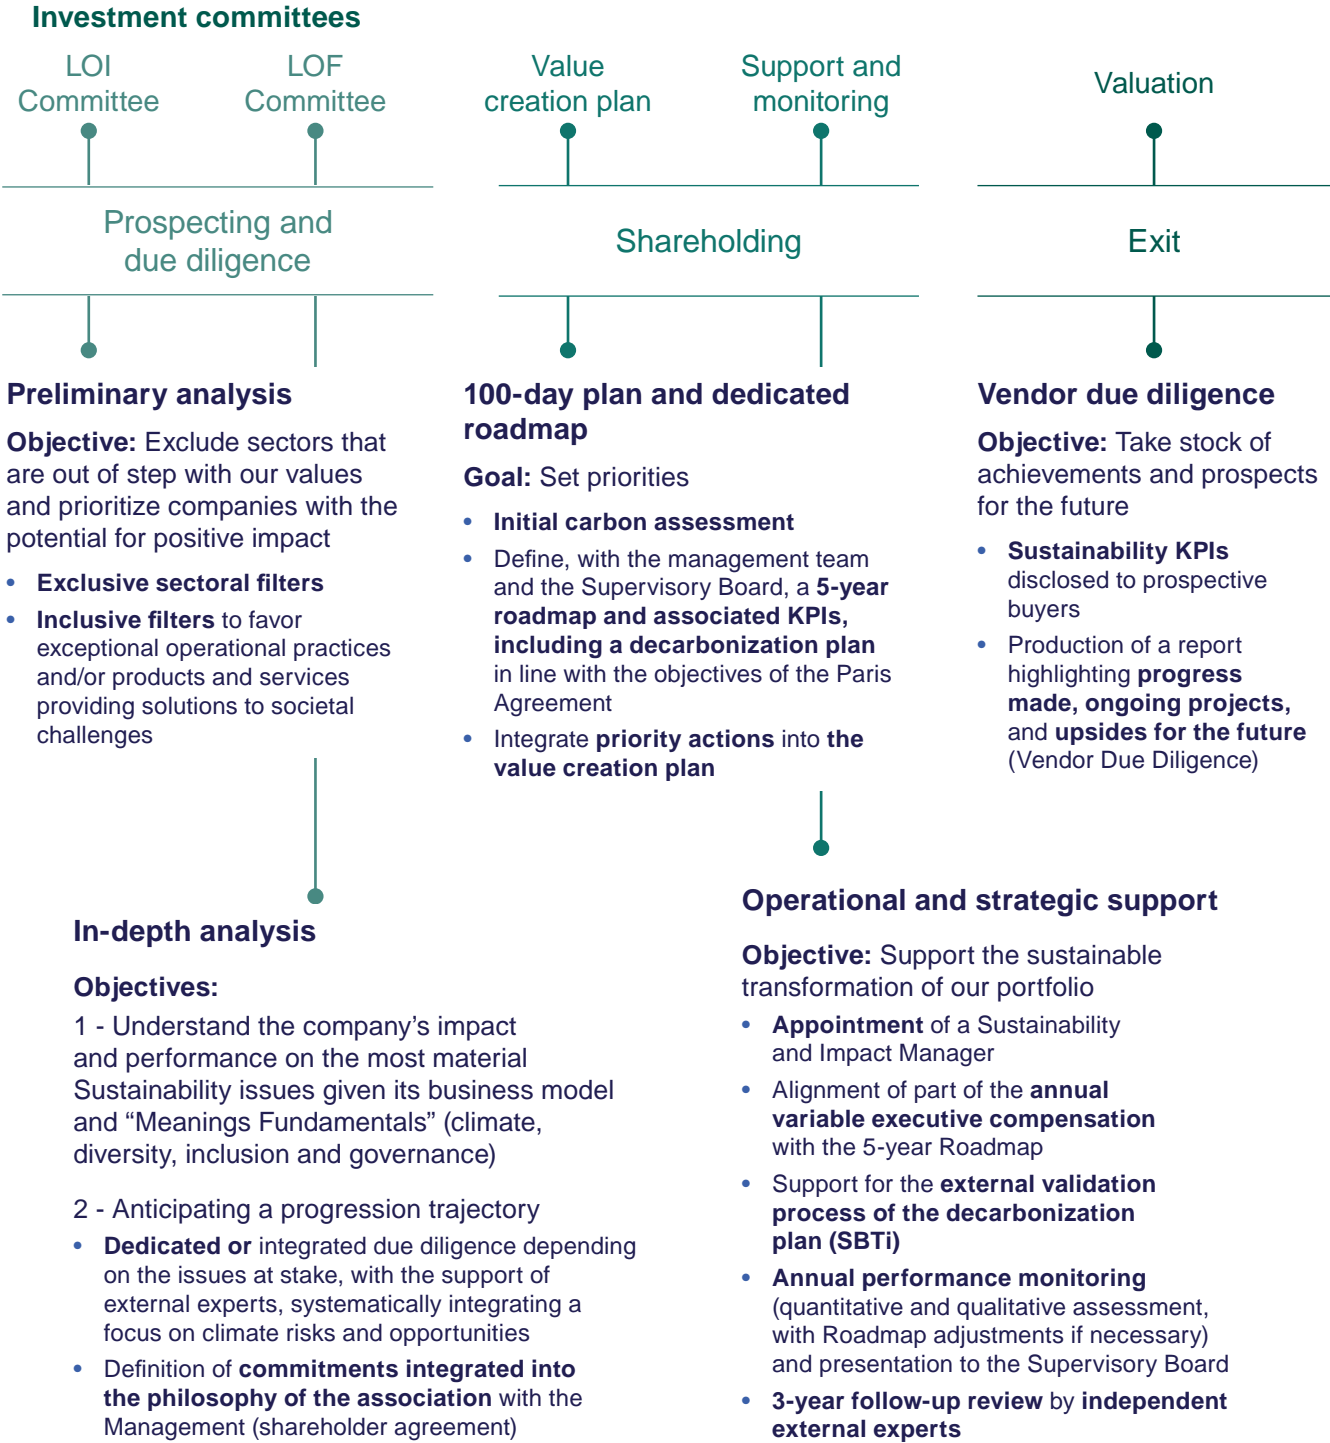 Investment committees
LOI
Committee
LOF
Committee
Value
creation plan
Support and
monitoring
Valuation
Prospecting and
due diligence
Shareholding
Exit
Preliminary analysis
Objective: Exclude sectors that
are out of step with our values
and prioritize companies with the
potential for positive impact
• Exclusive sectoral filters
• Inclusive filters to favor
exceptional operational practices
and/or products and services
providing solutions to societal
challenges
100-day plan and dedicated
roadmap
Goal: Set priorities
• Initial carbon assessment
• Define, with the management team
and the Supervisory Board, a 5-year
roadmap and associated KPIs,
including a decarbonization plan
in line with the objectives of the Paris
Agreement
• Integrate priority actions into the
value creation plan
Vendor due diligence
Objective: Take stock of
achievements and prospects
for the future
• Sustainability KPIs
disclosed to prospective
buyers
• Production of a report
highlighting progress
made, ongoing projects,
and upsides for the future
(Vendor Due Diligence)
In-depth analysis
Objectives:
1 - Understand the company’s impact
and performance on the most material
Sustainability issues given its business model
and “Meanings Fundamentals” (climate,
diversity, inclusion and governance)
2 - Anticipating a progression trajectory
• Dedicated or integrated due diligence depending
on the issues at stake, with the support of
external experts, systematically integrating a
focus on climate risks and opportunities
• Definition of commitments integrated into
the philosophy of the association with the
Management (shareholder agreement)
Operational and strategic support
Objective: Support the sustainable
transformation of our portfolio
• Appointment of a Sustainability
and Impact Manager
• Alignment of part of the annual
variable executive compensation
with the 5-year Roadmap
• Support for the external validation
process of the decarbonization
plan (SBTi)
• Annual performance monitoring
(quantitative and qualitative assessment,
with Roadmap adjustments if necessary)
and presentation to the Supervisory Board
• 3-year follow-up review by independent
external experts